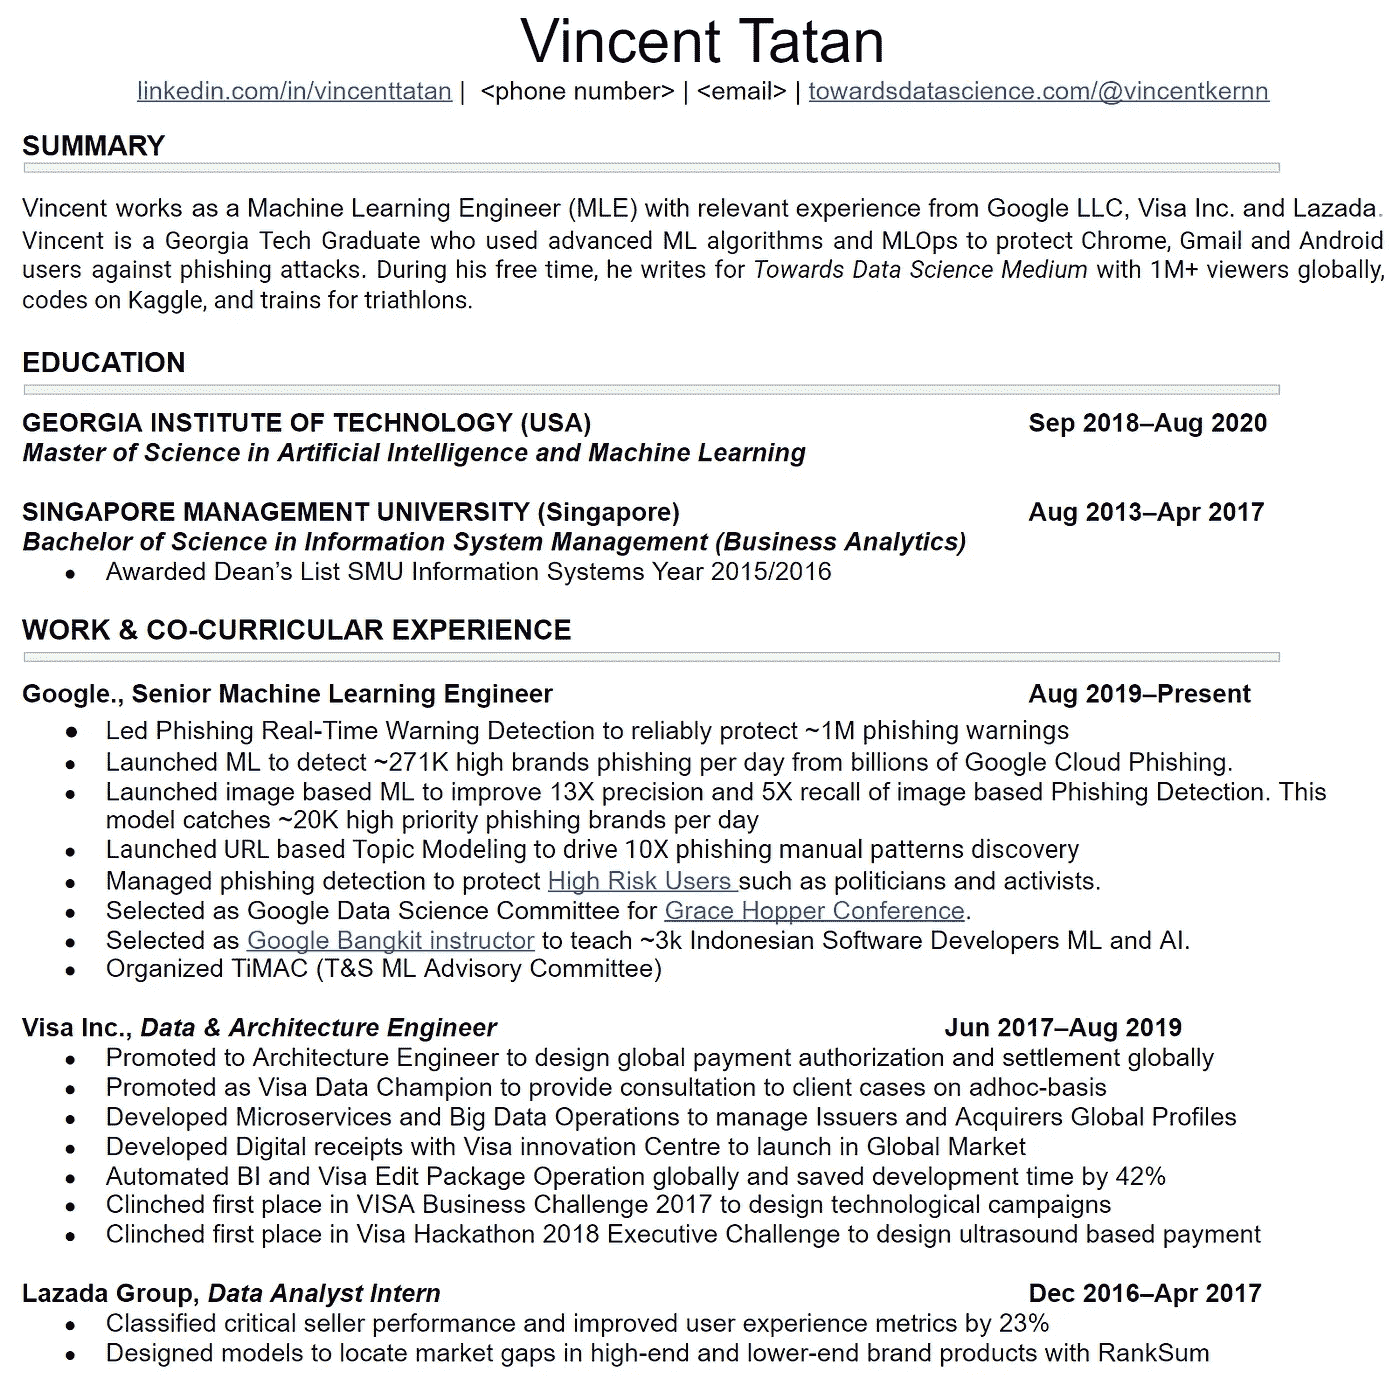 Vincent Tatan
linkedin.com/in/vincenttatan | <phone number> | <email> | towardsdatascience.com/@vincentkernn
SUMMARY
Vincent works as a Machine Learning Engineer (MLE) with relevant experience from Google LLC, Visa Inc. and Lazada.
Vincent is a Georgia Tech Graduate who used advanced ML algorithms and MLOps to protect Chrome, Gmail and Android
users against phishing attacks. During his free time, he writes for Towards Data Science Medium with 1M+ viewers globally,
codes on Kaggle, and trains for triathlons.
EDUCATION
GEORGIA INSTITUTE OF TECHNOLOGY (USA) Sep 2018–Aug 2020
Master of Science in Artificial Intelligence and Machine Learning
SINGAPORE MANAGEMENT UNIVERSITY (Singapore) Aug 2013–Apr 2017
Bachelor of Science in Information System Management (Business Analytics)
• Awarded Dean’s List SMU Information Systems Year 2015/2016
WORK & CO-CURRICULAR EXPERIENCE
Google., Senior Machine Learning Engineer Aug 2019–Present
• Led Phishing Real-Time Warning Detection to reliably protect ~1M phishing warnings
• Launched ML to detect ~271K high brands phishing per day from billions of Google Cloud Phishing.
• Launched image based ML to improve 13X precision and 5X recall of image based Phishing Detection. This
model catches ~20K high priority phishing brands per day
• Launched URL based Topic Modeling to drive 10X phishing manual patterns discovery
• Managed phishing detection to protect High Risk Users such as politicians and activists.
• Selected as Google Data Science Committee for Grace Hopper Conference.
• Selected as Google Bangkit instructor to teach ~3k Indonesian Software Developers ML and AI.
• Organized TiMAC (T&S ML Advisory Committee)
Visa Inc., Data & Architecture Engineer Jun 2017–Aug 2019
• Promoted to Architecture Engineer to design global payment authorization and settlement globally
• Promoted as Visa Data Champion to provide consultation to client cases on adhoc-basis
• Developed Microservices and Big Data Operations to manage Issuers and Acquirers Global Profiles
• Developed Digital receipts with Visa innovation Centre to launch in Global Market
• Automated BI and Visa Edit Package Operation globally and saved development time by 42%
• Clinched first place in VISA Business Challenge 2017 to design technological campaigns
• Clinched first place in Visa Hackathon 2018 Executive Challenge to design ultrasound based payment
Lazada Group, Data Analyst Intern Dec 2016–Apr 2017
• Classified critical seller performance and improved user experience metrics by 23%
• Designed models to locate market gaps in high-end and lower-end brand products with RankSum